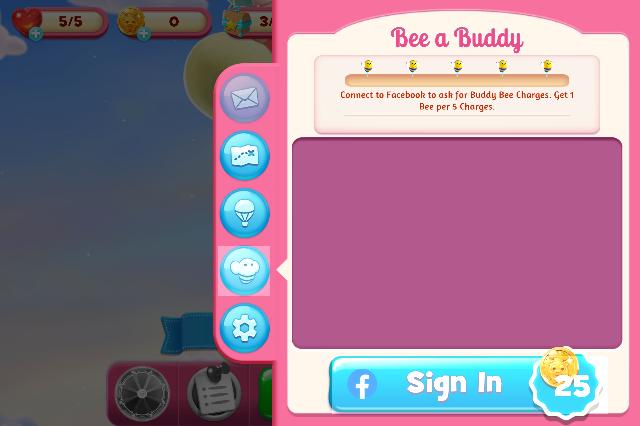 5/5
0
3/
Bee a Buddy
Connect to Facebook to ask for Buddy Bee Charges. Get 1
Bee per 5 Charges.
Sign In
25